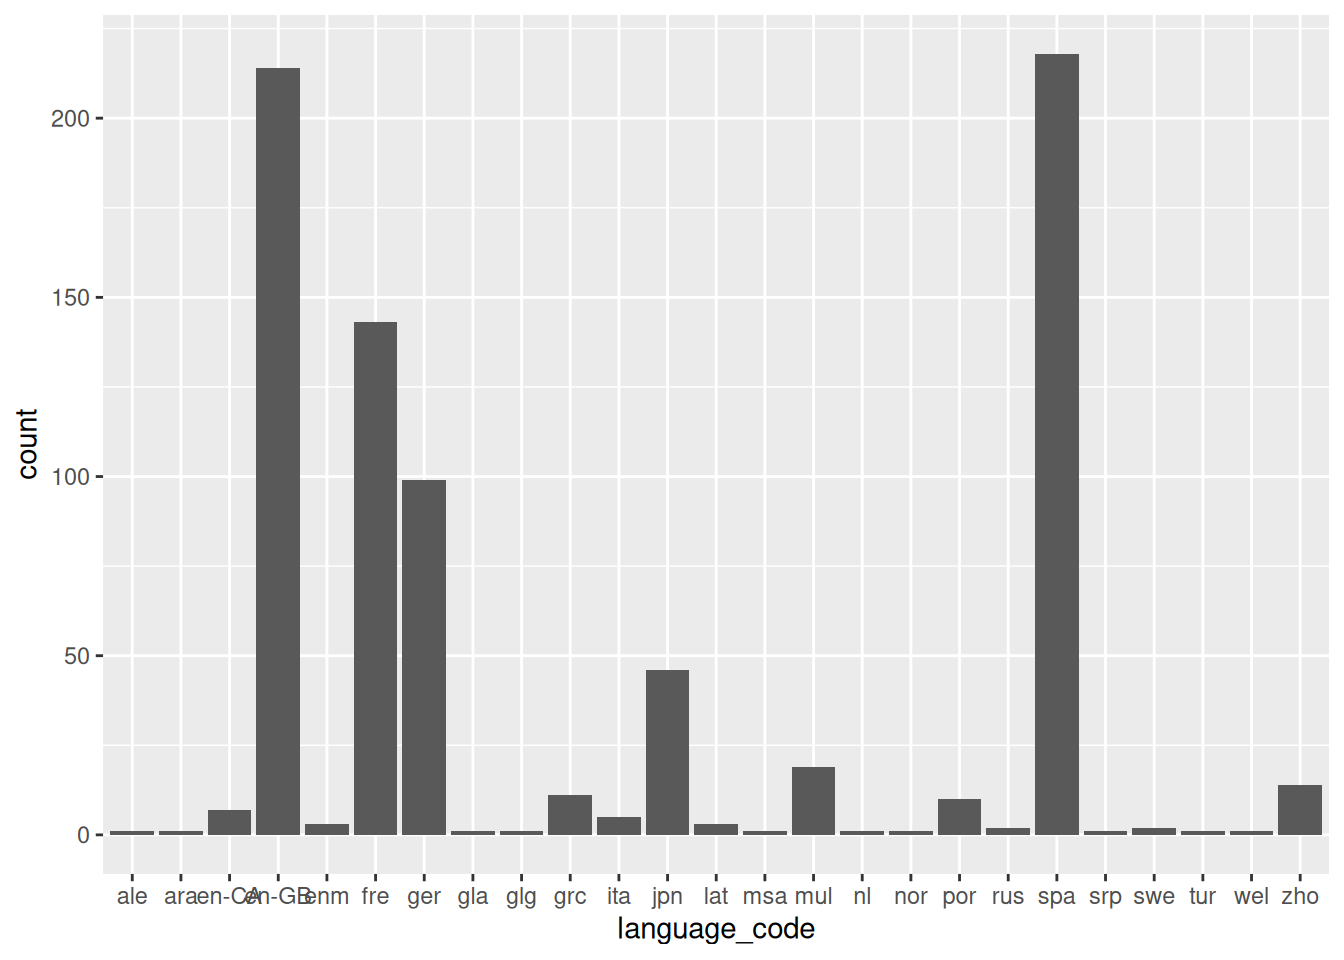 count
200
150
100
50
0
ale ara en-CA en-GB enm fre ger gla glg grc ita jpn lat msa mul nl nor por rus spa srp swe tur wel zho
language_code